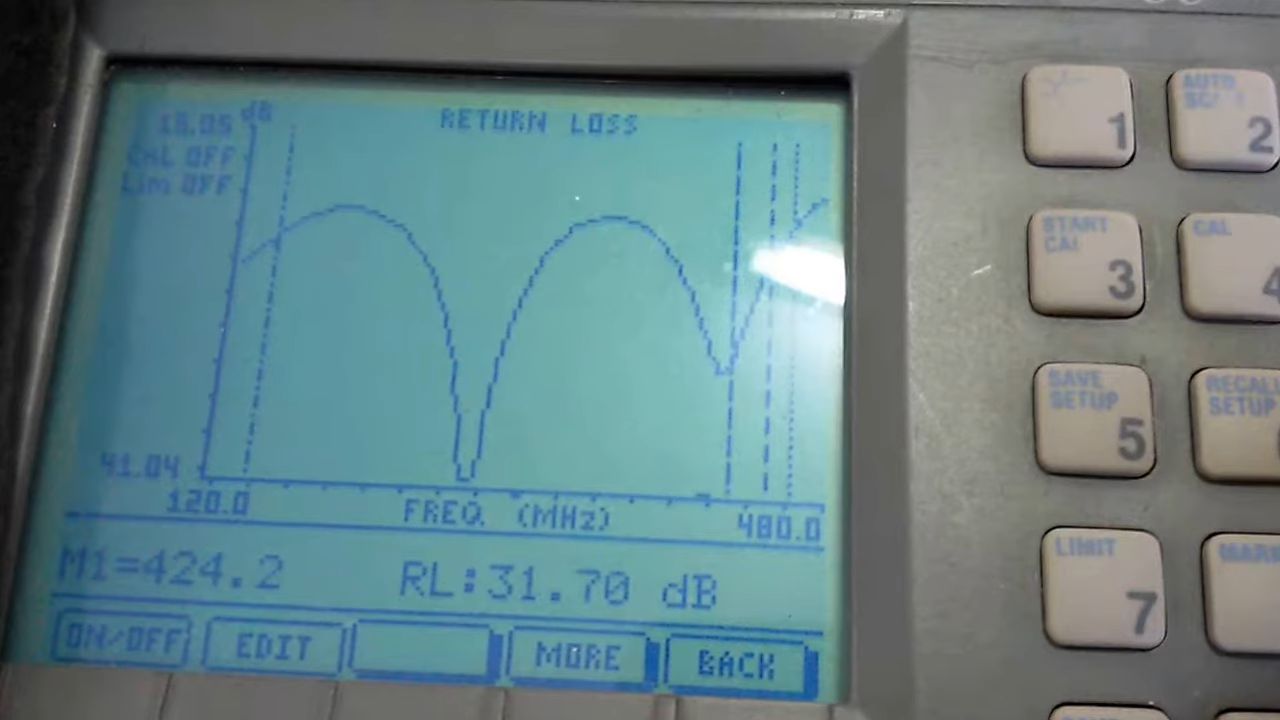 15.05 dB
RETURN LOSS
CAL OFF
Lim OFF
41.04
120.0
FREQ (MHz)
480.0
M1=424.2 RL:31.70 dB
ON/OFF EDIT MORE BACK
1
AUTO
2
START
CAL
3
CAL
4
SAVE
SETUP
5
RECALL
SETUP
LIMIT
7